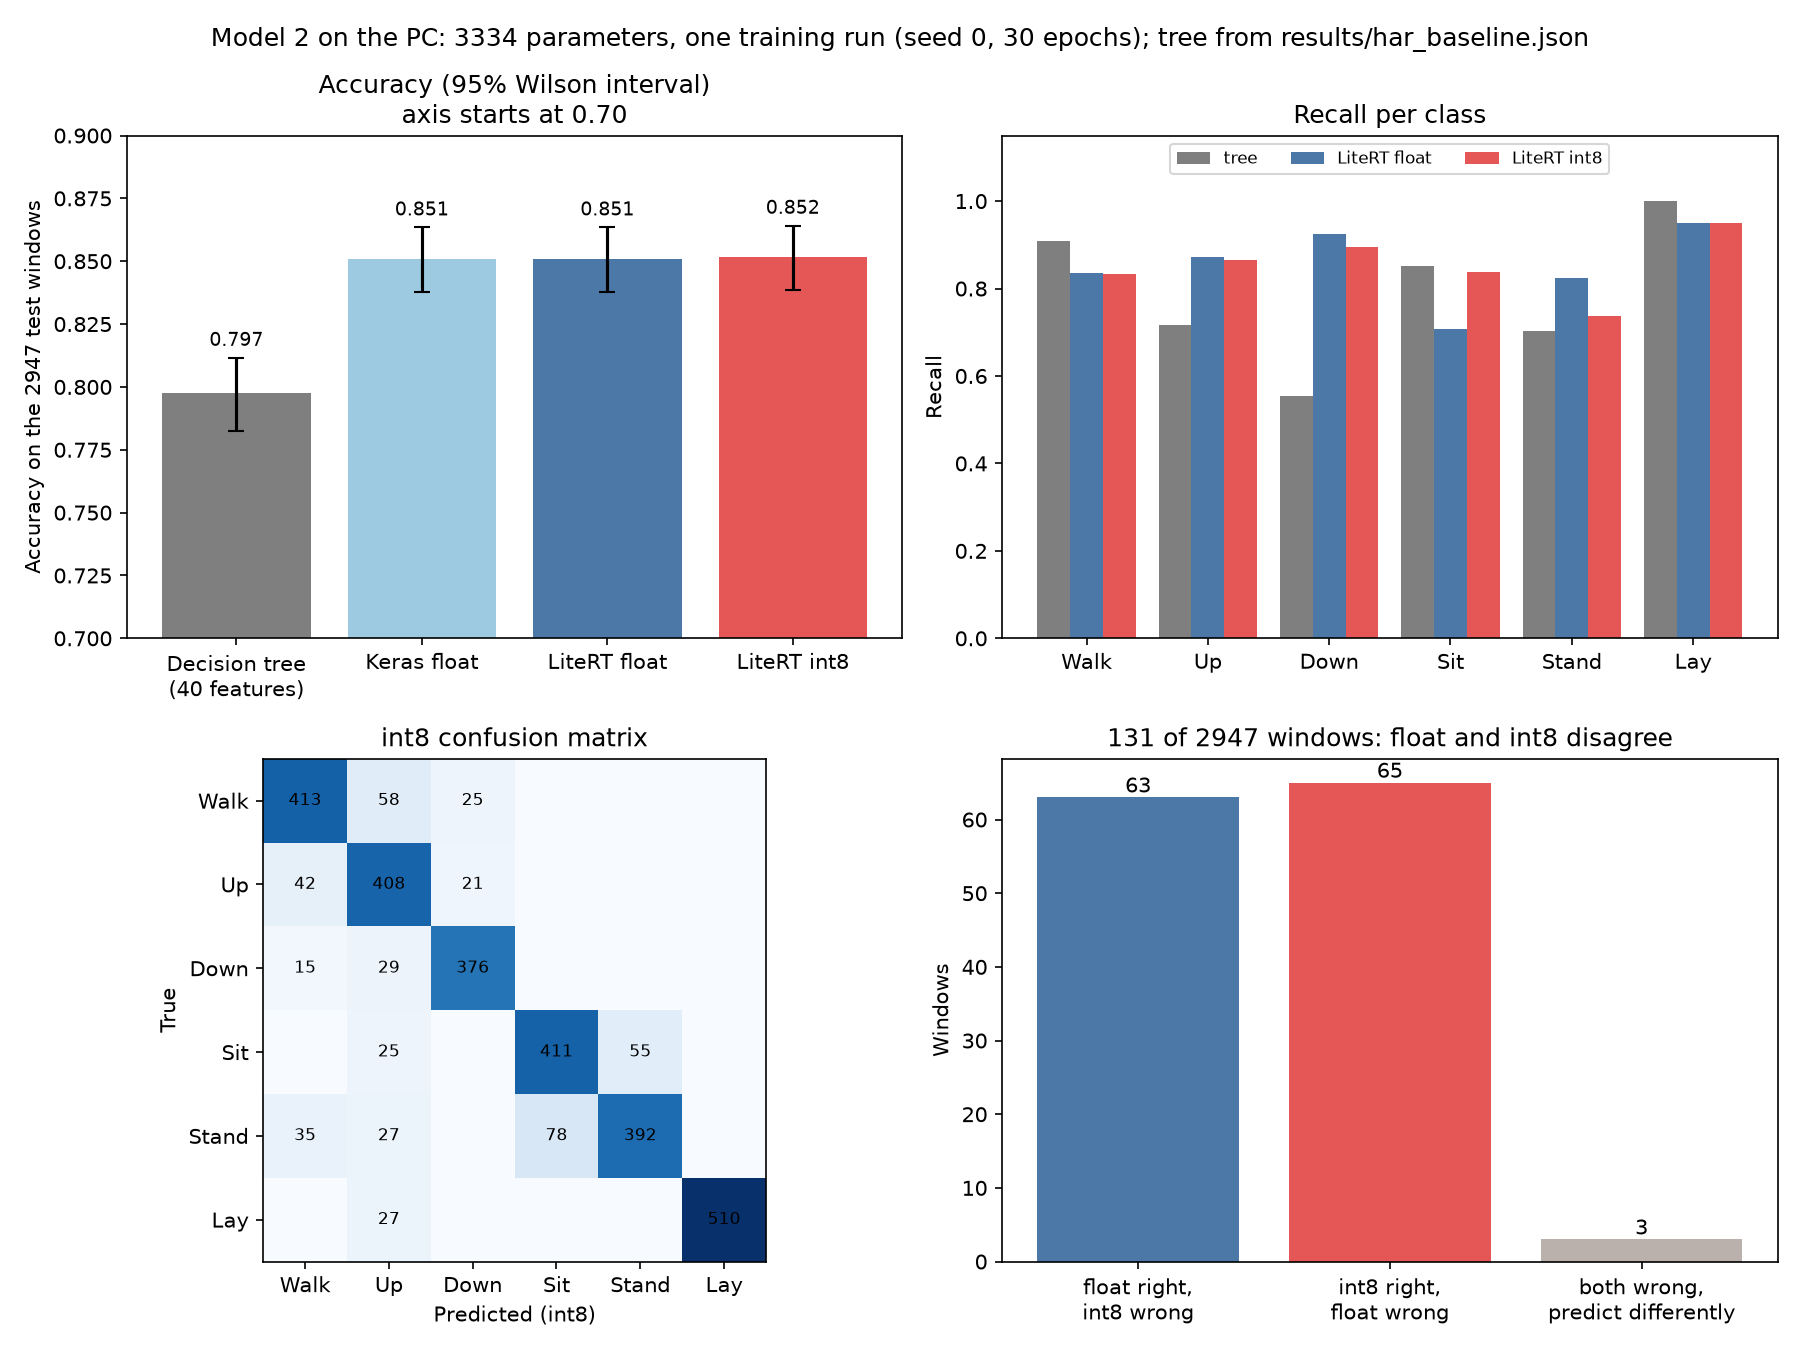 Model 2 on the PC: 3334 parameters, one training run (seed 0, 30 epochs); tree from results/har_baseline.json
Accuracy (95% Wilson interval)
axis starts at 0.70
Accuracy on the 2947 test windows
0.900
0.875
0.850
0.825
0.800
0.775
0.750
0.725
0.700
0.797
0.851
0.851
0.852
Decision tree
(40 features)
Keras float
LiteRT float
LiteRT int8
Recall per class
tree
LiteRT float
LiteRT int8
Recall
1.0
0.8
0.6
0.4
0.2
0.0
Walk
Up
Down
Sit
Stand
Lay
int8 confusion matrix
True
Walk 413 58 25
Up 42 408 21
Down 15 29 376
Sit 25 411 55
Stand 35 27 78 392
Lay 27 510
Walk Up Down Sit Stand Lay
Predicted (int8)
131 of 2947 windows: float and int8 disagree
Windows
60
50
40
30
20
10
0
63
65
3
float right,
int8 wrong
int8 right,
float wrong
both wrong,
predict differently